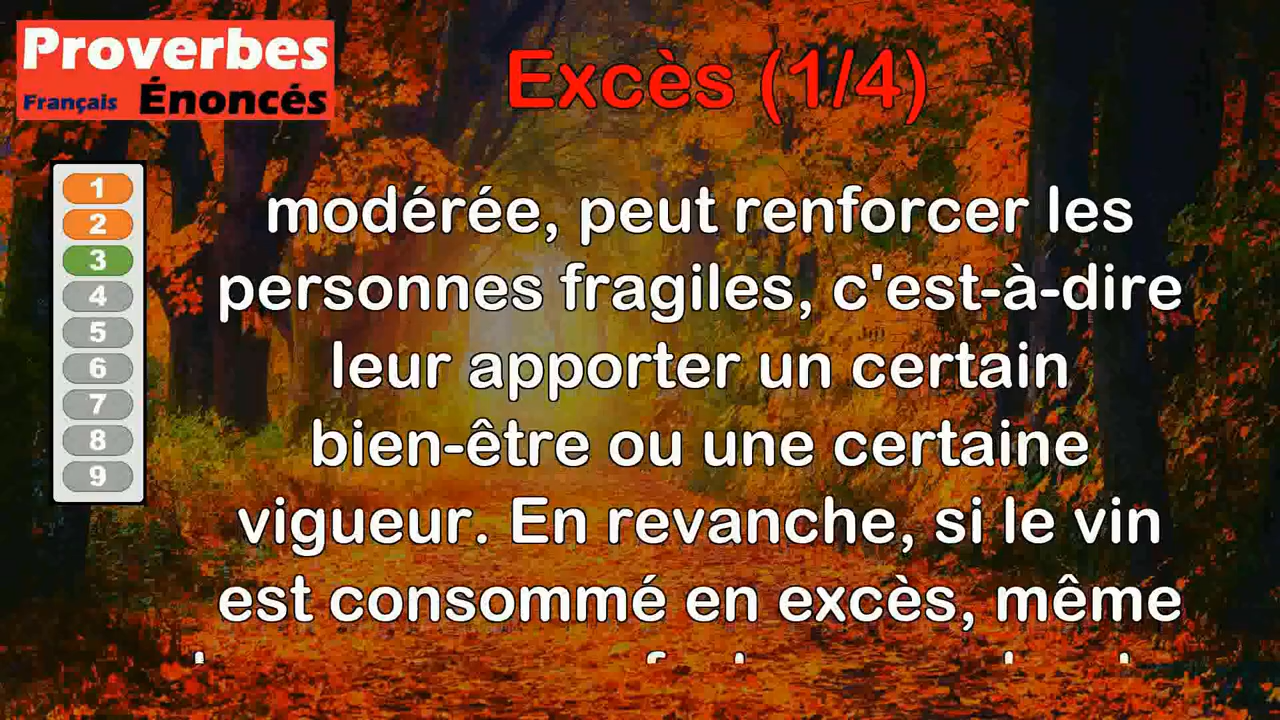 Proverbes
Français Énoncés
Excès (1/4)
1
2
3
4
5
6
7
8
9
modérée, peut renforcer les
personnes fragiles, c'est-à-dire
leur apporter un certain
bien-être ou une certaine
vigueur. En revanche, si le vin
est consommé en excès, même